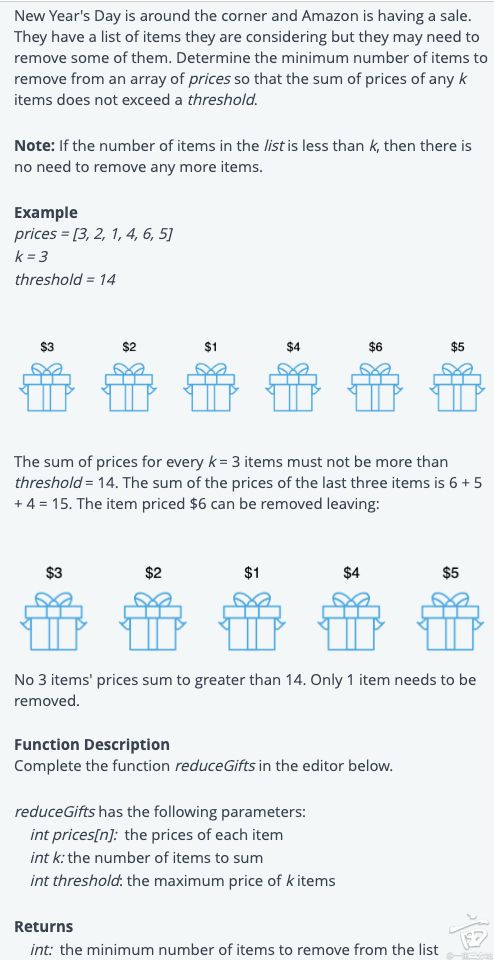 New Year's Day is around the corner and Amazon is having a sale.
They have a list of items they are considering but they may need to
remove some of them. Determine the minimum number of items to
remove from an array of prices so that the sum of prices of any k
items does not exceed a threshold.
Note: If the number of items in the list is less than k, then there is
no need to remove any more items.
Example
prices = [3, 2, 1, 4, 6, 5]
k = 3
threshold = 14
$3 $2 $1 $4 $6 $5
The sum of prices for every k = 3 items must not be more than
threshold = 14. The sum of the prices of the last three items is 6 + 5
+ 4 = 15. The item priced $6 can be removed leaving:
$3 $2 $1 $4 $5
No 3 items' prices sum to greater than 14. Only 1 item needs to be
removed.
Function Description
Complete the function reduceGifts in the editor below.
reduceGifts has the following parameters:
int prices[n]: the prices of each item
int k: the number of items to sum
int threshold: the maximum price of k items
Returns
int: the minimum number of items to remove from the list